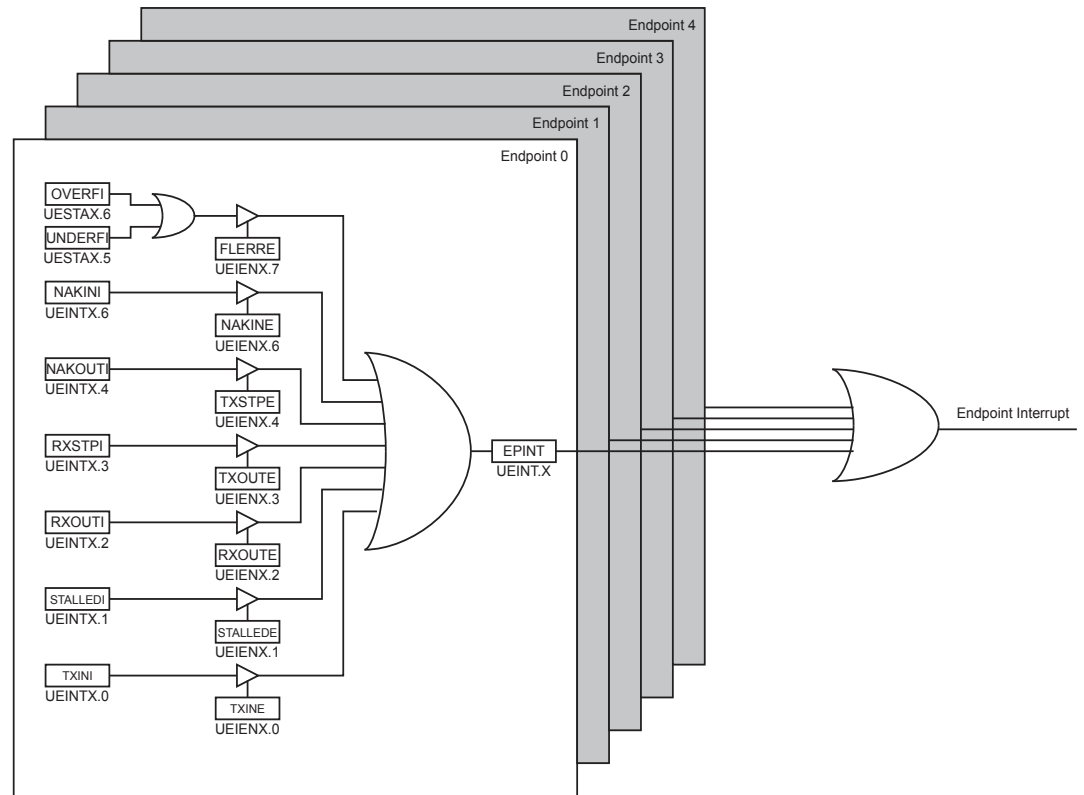 Endpoint 4
Endpoint 3
Endpoint 2
Endpoint 1
Endpoint 0
OVERFI
UESTAX.6
UNDERFI
UESTAX.5
FLERRE
UEIENX.7
NAKINI
UEINTX.6
NAKINE
UEIENX.6
NAKOUTI
UEINTX.4
TXSTPE
UEIENX.4
RXSTPI
UEINTX.3
TXOUTE
UEIENX.3
RXOUTI
UEINTX.2
RXOUTE
UEIENX.2
STALLEDI
UEINTX.1
STALLEDE
UEIENX.1
TXINI
UEINTX.0
TXINE
UEIENX.0
EPINT
UEINT.X
Endpoint Interrupt